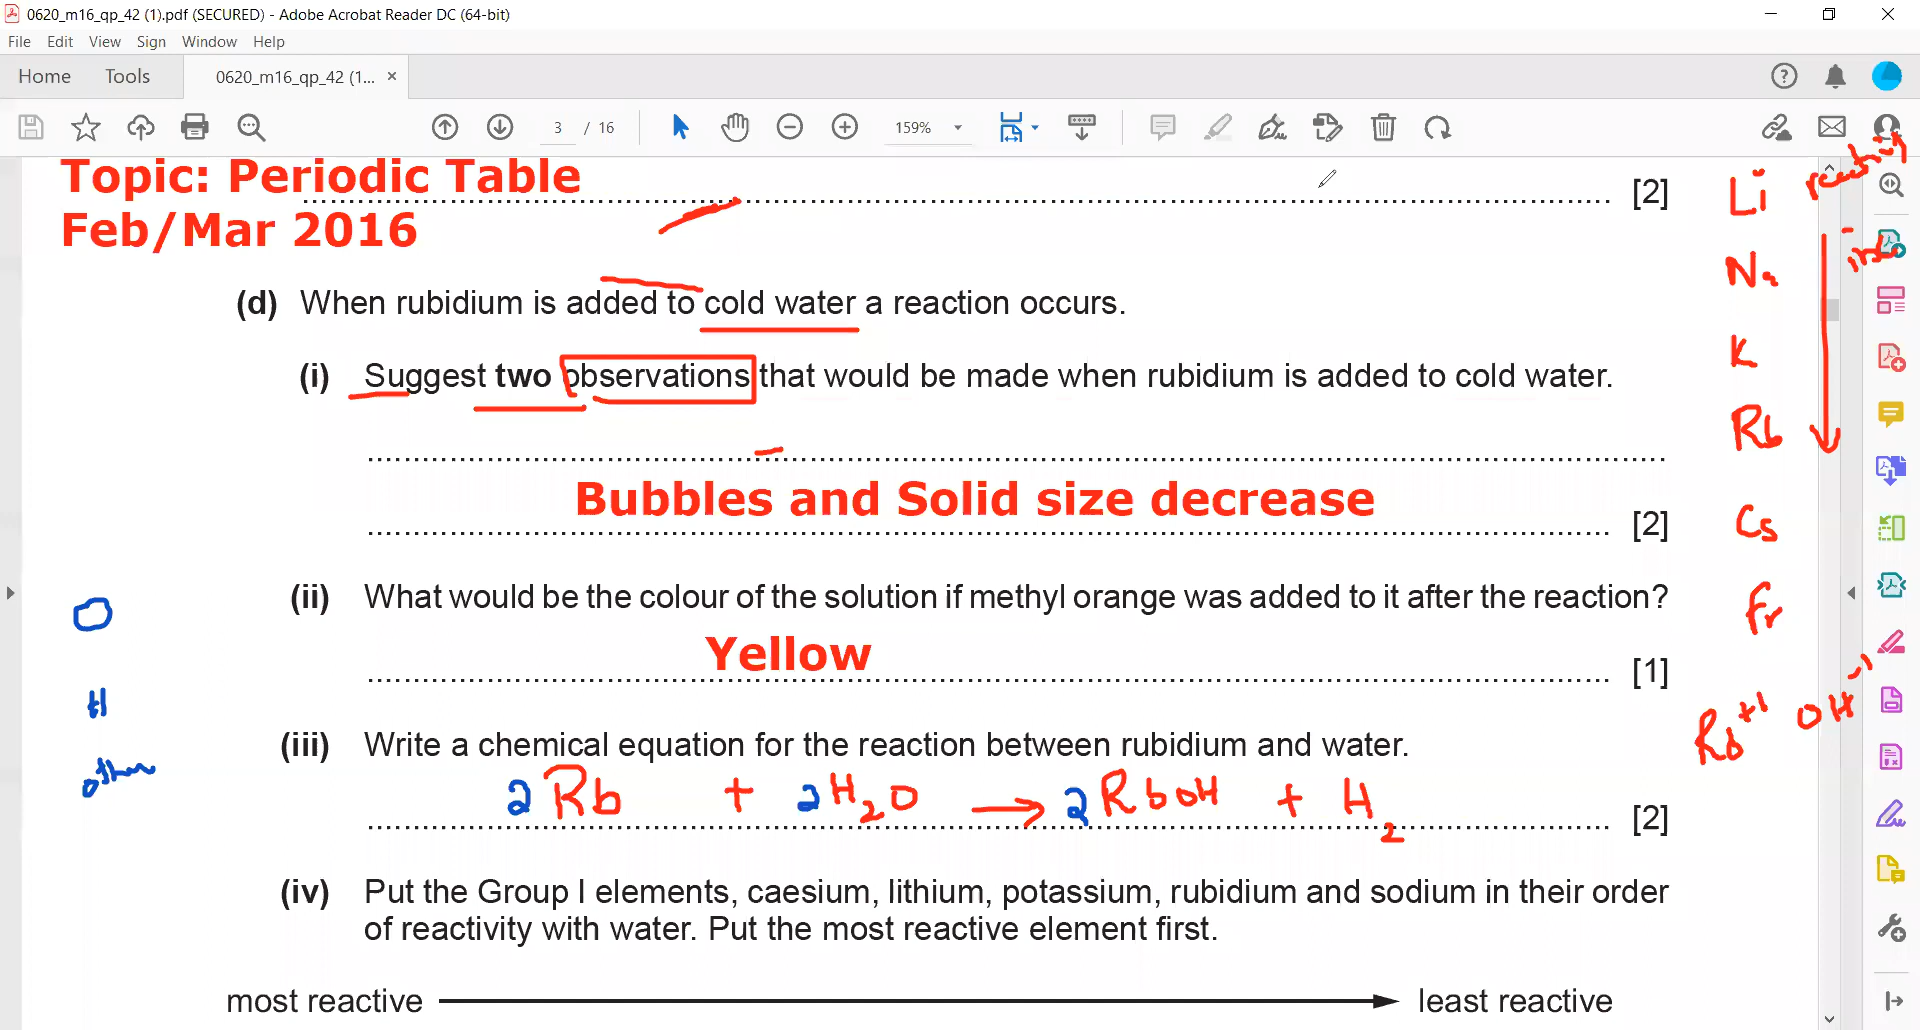 0620_m16_qp_42 (1).pdf (SECURED) - Adobe Acrobat Reader DC (64-bit)
File Edit View Sign Window Help
Home Tools 0620_m16_qp_42 (1... ×
3 / 16 159%
Topic: Periodic Table
[2]
Feb/Mar 2016
Li reactivity
Na
K
Rb
Cs
Fr
Rb+1 OH-1
(d) When rubidium is added to cold water a reaction occurs.
(i) Suggest two observations that would be made when rubidium is added to cold water.
Bubbles and Solid size decrease
[2]
(ii) What would be the colour of the solution if methyl orange was added to it after the reaction?
Yellow
[1]
O
H
other
(iii) Write a chemical equation for the reaction between rubidium and water.
2Rb + 2H2O → 2RbOH + H2
[2]
(iv) Put the Group I elements, caesium, lithium, potassium, rubidium and sodium in their order
of reactivity with water. Put the most reactive element first.
most reactive least reactive